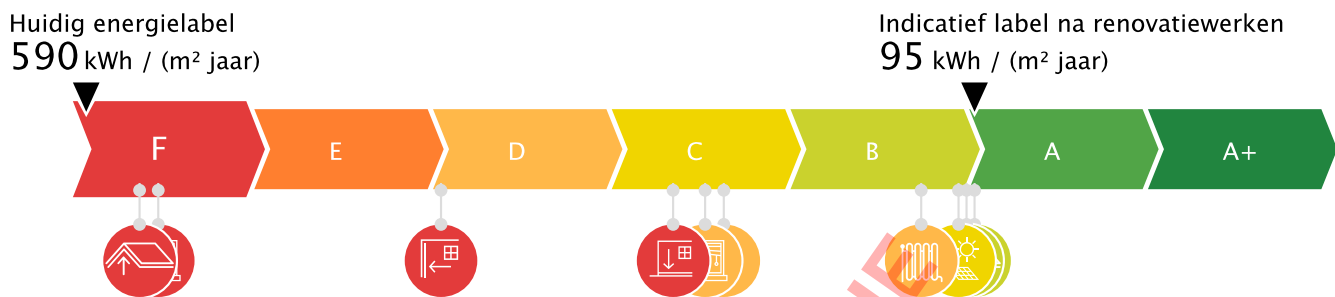 Huidig energielabel
590 kWh / (m² jaar)
Indicatief label na renovatiewerken
95 kWh / (m² jaar)
F
E
D
C
B
A
A+